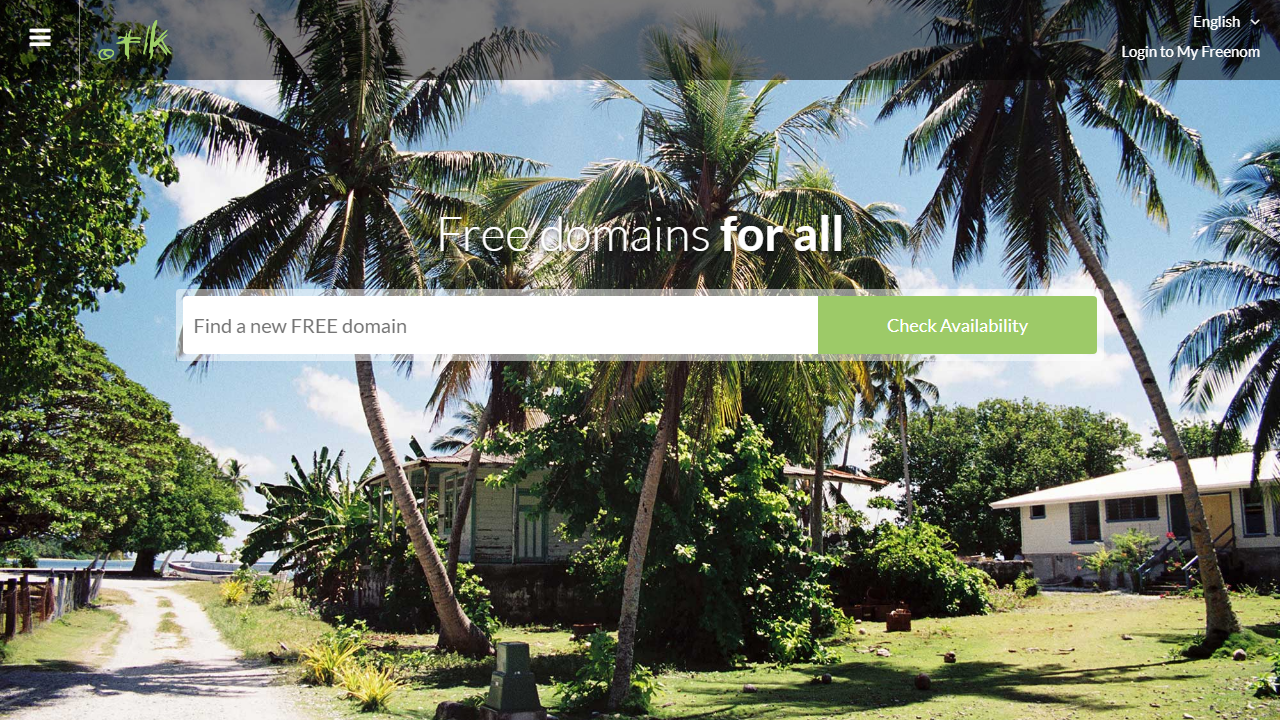 .tk
English
Login to My Freenom
Free domains for all
Find a new FREE domain
Check Availability